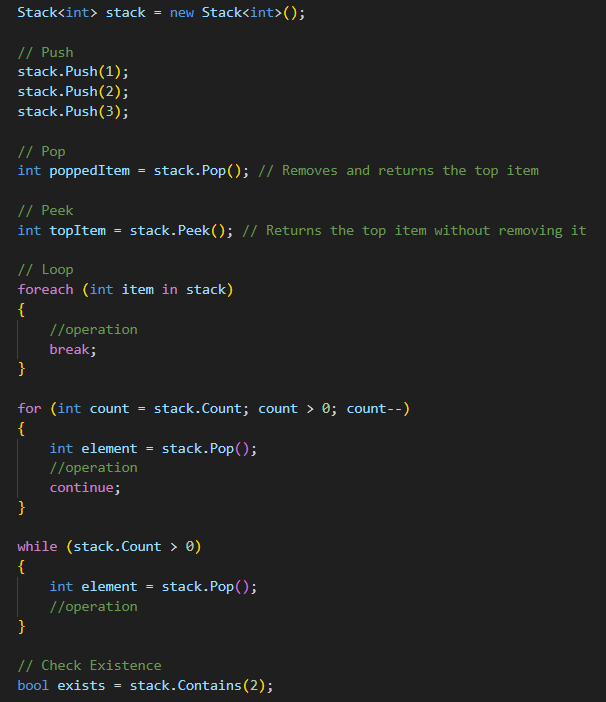 Stack<int> stack = new Stack<int>();

// Push
stack.Push(1);
stack.Push(2);
stack.Push(3);

// Pop
int poppedItem = stack.Pop(); // Removes and returns the top item

// Peek
int topItem = stack.Peek(); // Returns the top item without removing it

// Loop
foreach (int item in stack)
{
    //operation
    break;
}

for (int count = stack.Count; count > 0; count--)
{
    int element = stack.Pop();
    //operation
    continue;
}

while (stack.Count > 0)
{
    int element = stack.Pop();
    //operation
}

// Check Existence
bool exists = stack.Contains(2);